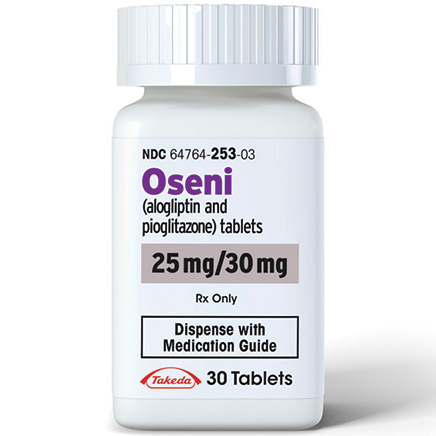 NDC 64764-253-03
Oseni
(alogliptin and
pioglitazone) tablets
25 mg/30 mg
Rx Only
Dispense with
Medication Guide
Takeda 30 Tablets